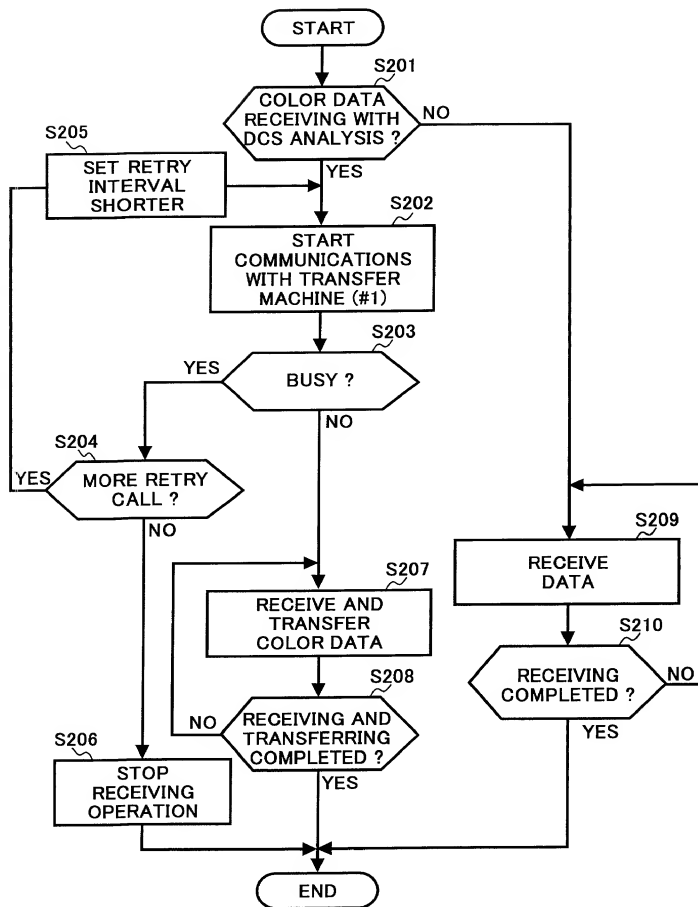 START
S201
COLOR DATA
RECEIVING WITH
DCS ANALYSIS ?
NO
YES
S205
SET RETRY
INTERVAL
SHORTER
S202
START
COMMUNICATIONS
WITH TRANSFER
MACHINE (#1)
S203
YES
BUSY ?
NO
S204
YES
MORE RETRY
CALL ?
NO
S209
RECEIVE
DATA
S207
RECEIVE AND
TRANSFER
COLOR DATA
S210
RECEIVING
COMPLETED ?
NO
YES
S208
NO
RECEIVING AND
TRANSFERRING
COMPLETED ?
YES
S206
STOP
RECEIVING
OPERATION
END